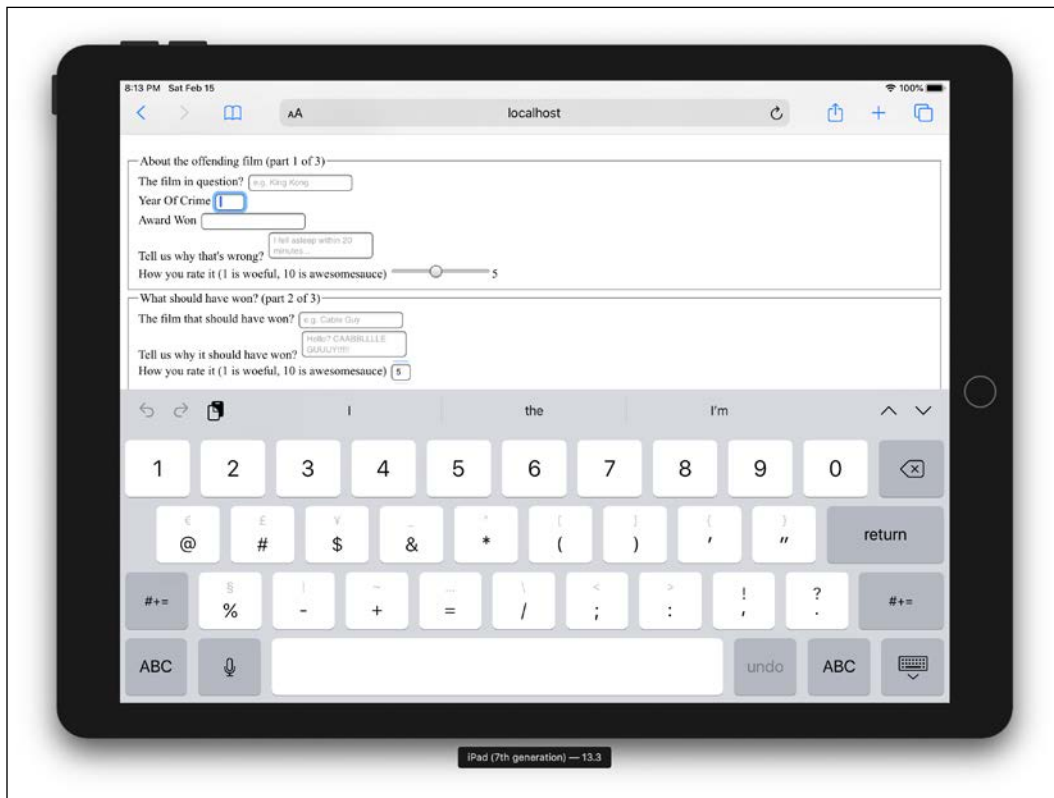 8:13 PM Sat Feb 15
100%
AA
localhost
About the offending film (part 1 of 3)
The film in question? e.g. King Kong
Year Of Crime
Award Won
Tell us why that's wrong? I fell asleep within 20
minutes...
How you rate it (1 is woeful, 10 is awesomesauce) 5
What should have won? (part 2 of 3)
The film that should have won? e.g. Cable Guy
Tell us why it should have won? Hello? CAABBLLLLE
GUUUY!!!!!
How you rate it (1 is woeful, 10 is awesomesauce) 5
I the I'm
1 2 3 4 5 6 7 8 9 0
€ £ ¥ _ ^ [ ] { }
@ # $ & * ( ) ' "
return
§ | ~ … \ < > ! ?
#+= % - + = / ; : , . #+=
ABC undo ABC
iPad (7th generation) — 13.3